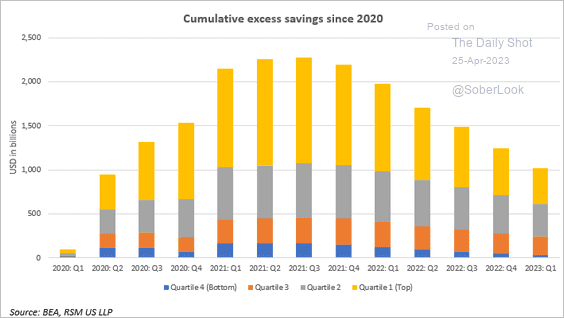 Cumulative excess savings since 2020
Posted on
The Daily Shot
25-Apr-2023
@SoberLook
USD in billions
2,500
2,000
1,500
1,000
500
0
2020: Q1 2020: Q2 2020: Q3 2020: Q4 2021: Q1 2021: Q2 2021: Q3 2021: Q4 2022: Q1 2022: Q2 2022: Q3 2022: Q4 2023: Q1
Quartile 4 (Bottom) Quartile 3 Quartile 2 Quartile 1 (Top)
Source: BEA, RSM US LLP